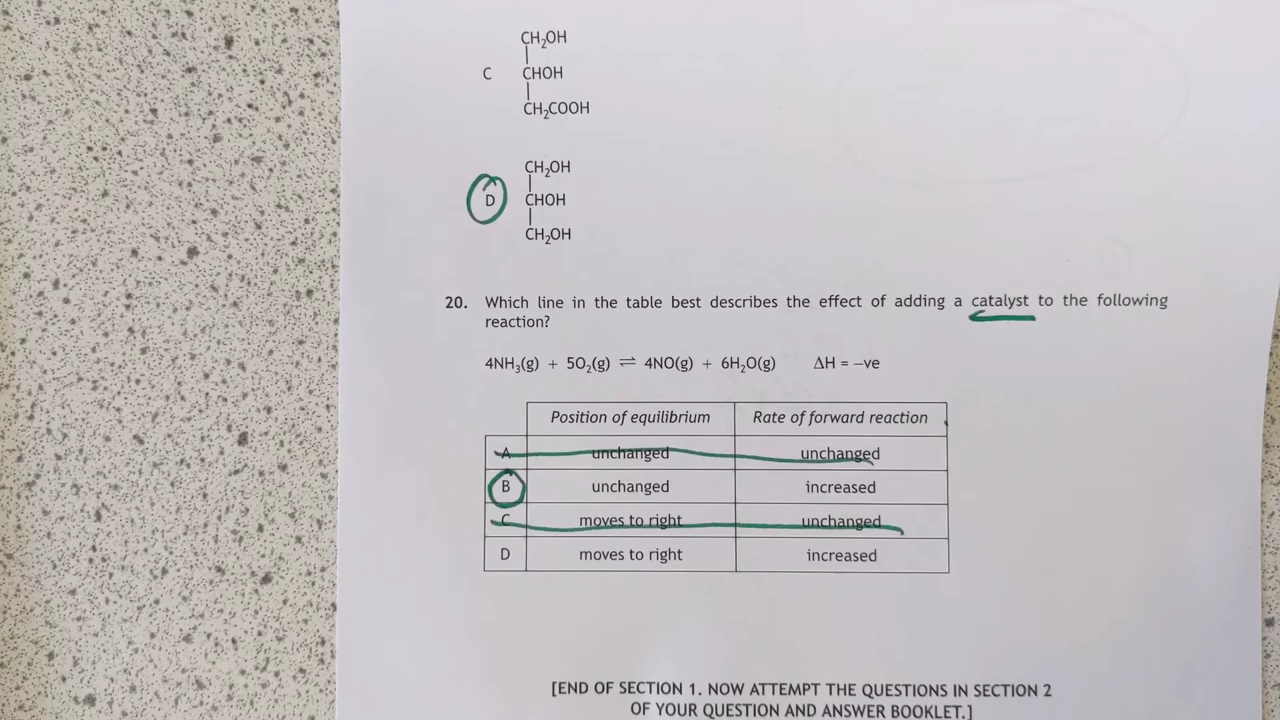 CH₂OH
C CHOH
CH₂COOH
CH₂OH
D CHOH
CH₂OH
20. Which line in the table best describes the effect of adding a catalyst to the following
reaction?
4NH₃(g) + 5O₂(g) ⇌ 4NO(g) + 6H₂O(g) ΔH = −ve
Position of equilibrium Rate of forward reaction
A unchanged unchanged
B unchanged increased
C moves to right unchanged
D moves to right increased
[END OF SECTION 1. NOW ATTEMPT THE QUESTIONS IN SECTION 2
OF YOUR QUESTION AND ANSWER BOOKLET.]